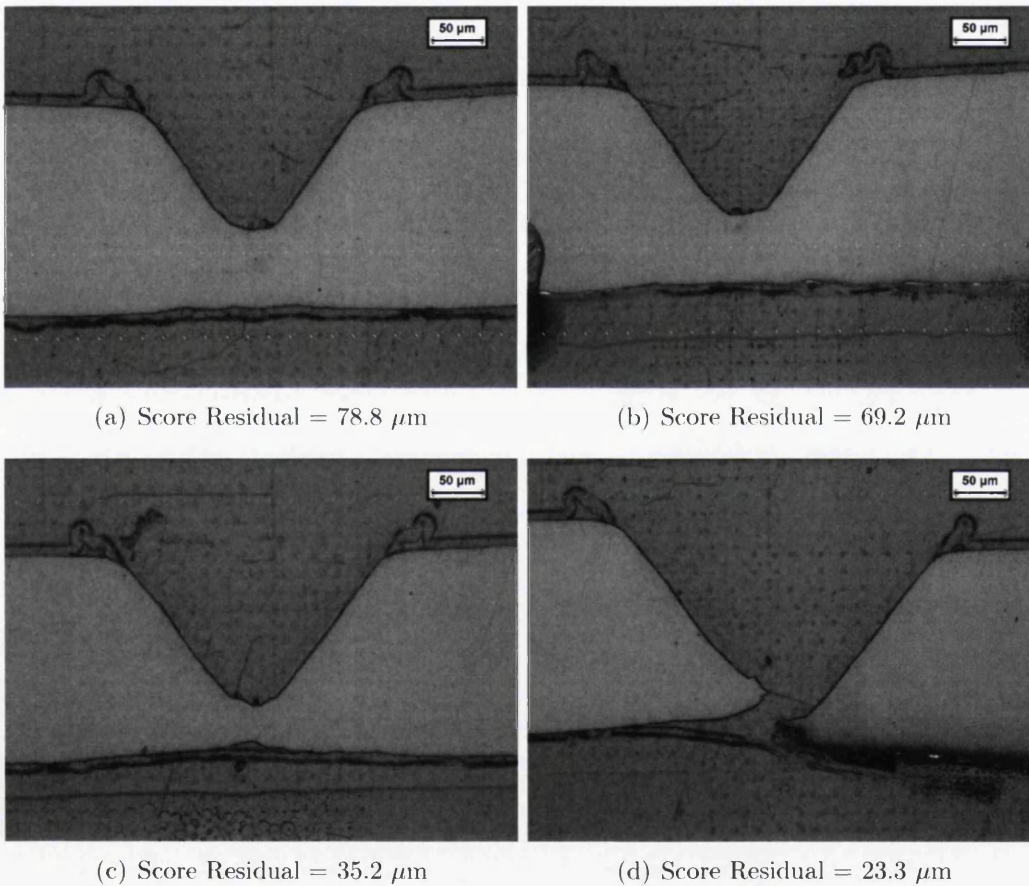 50 μm
50 μm
(a) Score Residual = 78.8 μm
(b) Score Residual = 69.2 μm
50 μm
50 μm
(c) Score Residual = 35.2 μm
(d) Score Residual = 23.3 μm